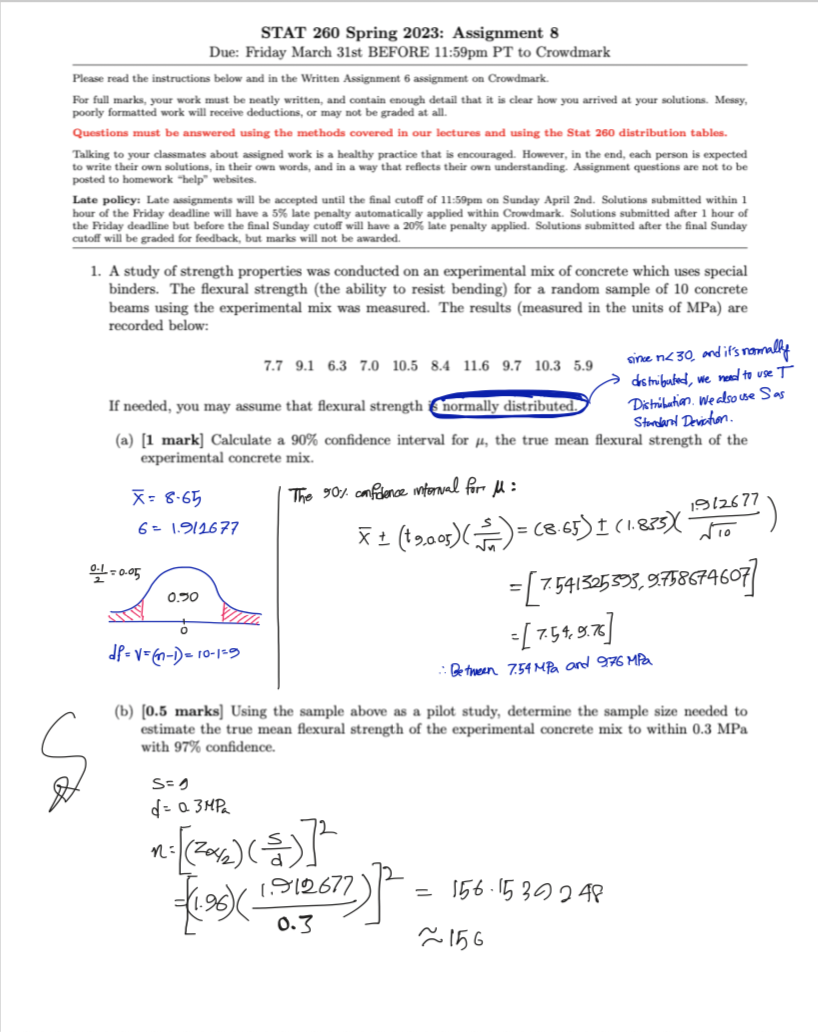 STAT 260 Spring 2023: Assignment 8
Due: Friday March 31st BEFORE 11:59pm PT to Crowdmark
Please read the instructions below and in the Written Assignment 6 assignment on Crowdmark.
For full marks, your work must be neatly written, and contain enough detail that it is clear how you arrived at your solutions. Messy,
poorly formatted work will receive deductions, or may not be graded at all.
Questions must be answered using the methods covered in our lectures and using the Stat 260 distribution tables.
Talking to your classmates about assigned work is a healthy practice that is encouraged. However, in the end, each person is expected
to write their own solutions, in their own words, and in a way that reflects their own understanding. Assignment questions are not to be
posted to homework "help" websites.
Late policy: Late assignments will be accepted until the final cutoff of 11:59pm on Sunday April 2nd. Solutions submitted within 1
hour of the Friday deadline will have a 5% late penalty automatically applied within Crowdmark. Solutions submitted after 1 hour of
the Friday deadline but before the final Sunday cutoff will have a 20% late penalty applied. Solutions submitted after the final Sunday
cutoff will be graded for feedback, but marks will not be awarded.
1. A study of strength properties was conducted on an experimental mix of concrete which uses special
binders. The flexural strength (the ability to resist bending) for a random sample of 10 concrete
beams using the experimental mix was measured. The results (measured in the units of MPa) are
recorded below:
7.7 9.1 6.3 7.0 10.5 8.4 11.6 9.7 10.3 5.9
since n<30, and it's normally
distributed, we need to use T
Distribution. We also use S as
Standard Deviation.
If needed, you may assume that flexural strength is normally distributed.
(a) [1 mark] Calculate a 90% confidence interval for μ, the true mean flexural strength of the
experimental concrete mix.
x̄ = 8.65
6 = 1.912677
0.1/2 = 0.05
0.90
0
df = V = (n-1) = 10-1=9
The 90% confidence interval for μ :
x̄ ± (t9,0.05)(s/√n) = (8.65) ± (1.833)(1.912677/√10)
= [7.541325393, 9.758674607]
= [7.54, 9.76]
∴ Between 7.54 MPa and 9.76 MPa
(b) [0.5 marks] Using the sample above as a pilot study, determine the sample size needed to
estimate the true mean flexural strength of the experimental concrete mix to within 0.3 MPa
with 97% confidence.
S = 9
d = 0.3 MPa
n = [(Zα/2)(s/d)]²
= [(1.96)(1.912677/0.3)]² = 156.1539248
≈ 156